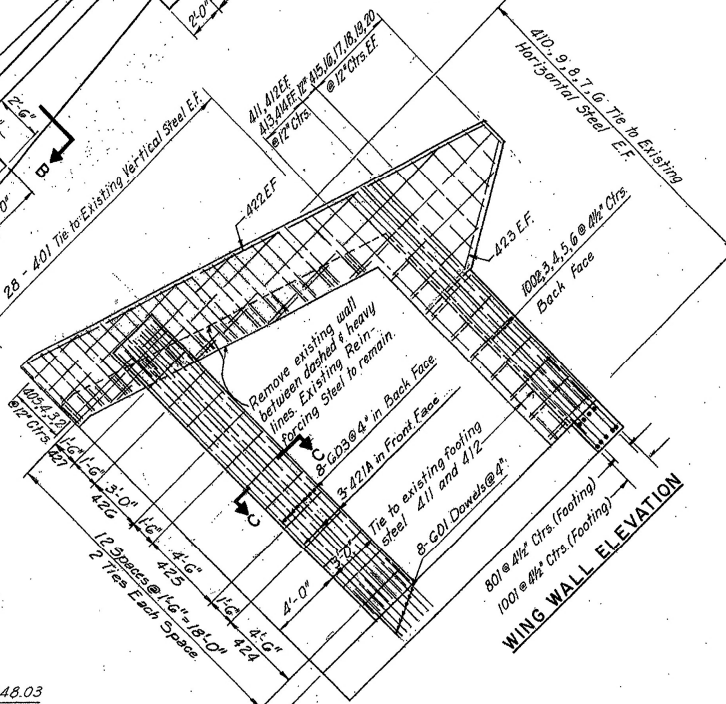 2'-0"
2'-6"
B
0"
28 - 401 Tie to Existing Vertical Steel E.F.
411, 412 E.F.
413, 414 F.F. 12" 415,16,17,18,19,20
@ 12" Ctrs. @ 12" Ctrs. E.F.
410, 9, 8, 7, 6 Tie to Existing
Horizontal Steel E.F.
422 E.F.
423 E.F.
1002,3,4,5,6 @ 4½" Ctrs.
Back Face
Remove existing wall
between dashed & heavy
lines. Existing Rein-
forcing Steel to remain.
8-603 @ 4" in Back Face
3-421A in Front Face
Tie to existing footing
steel 411 and 412
8-601 Dowels @ 4"
C
C
405,4,3,2,
@ 12" Ctrs.
1'-6"
427
1'-6"
426
3'-0"
1'-6"
425
4'-6"
1'-6"
424
4'-6"
12 Spaces @ 1'-6" = 18'-0"
2 Ties Each Space
4'-0"
801 @ 4½" Ctrs. (Footing)
1001 @ 4½" Ctrs. (Footing)
WING WALL ELEVATION
48.03